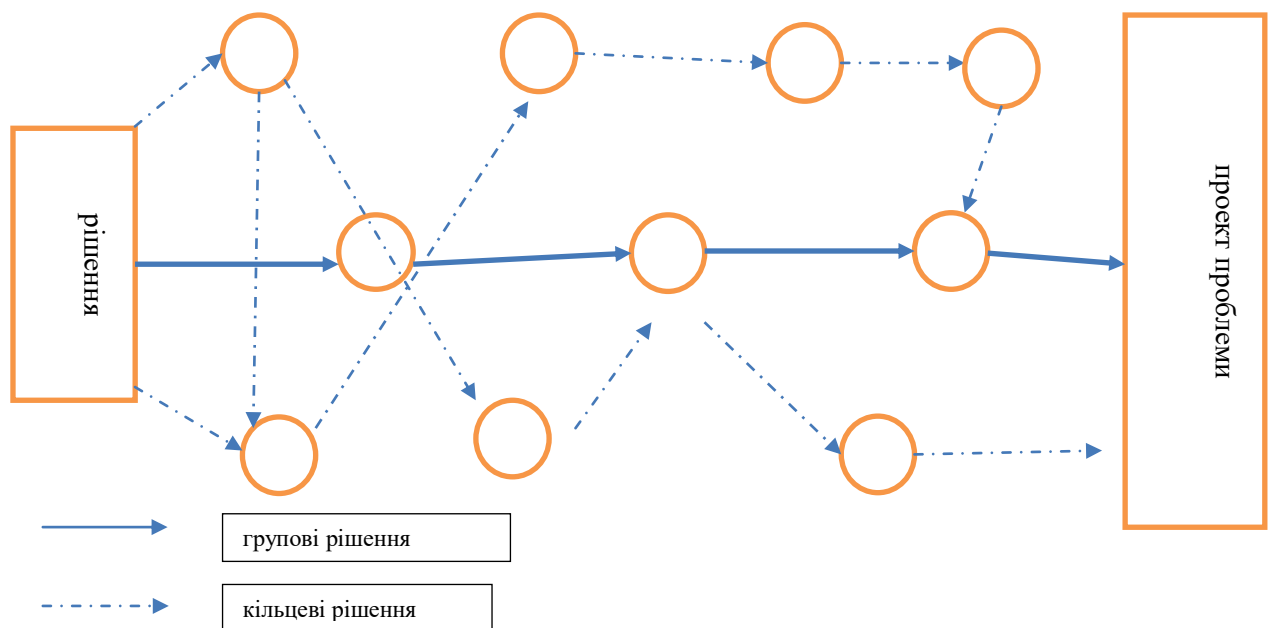 рішення
проект проблеми
групові рішення
кільцеві рішення